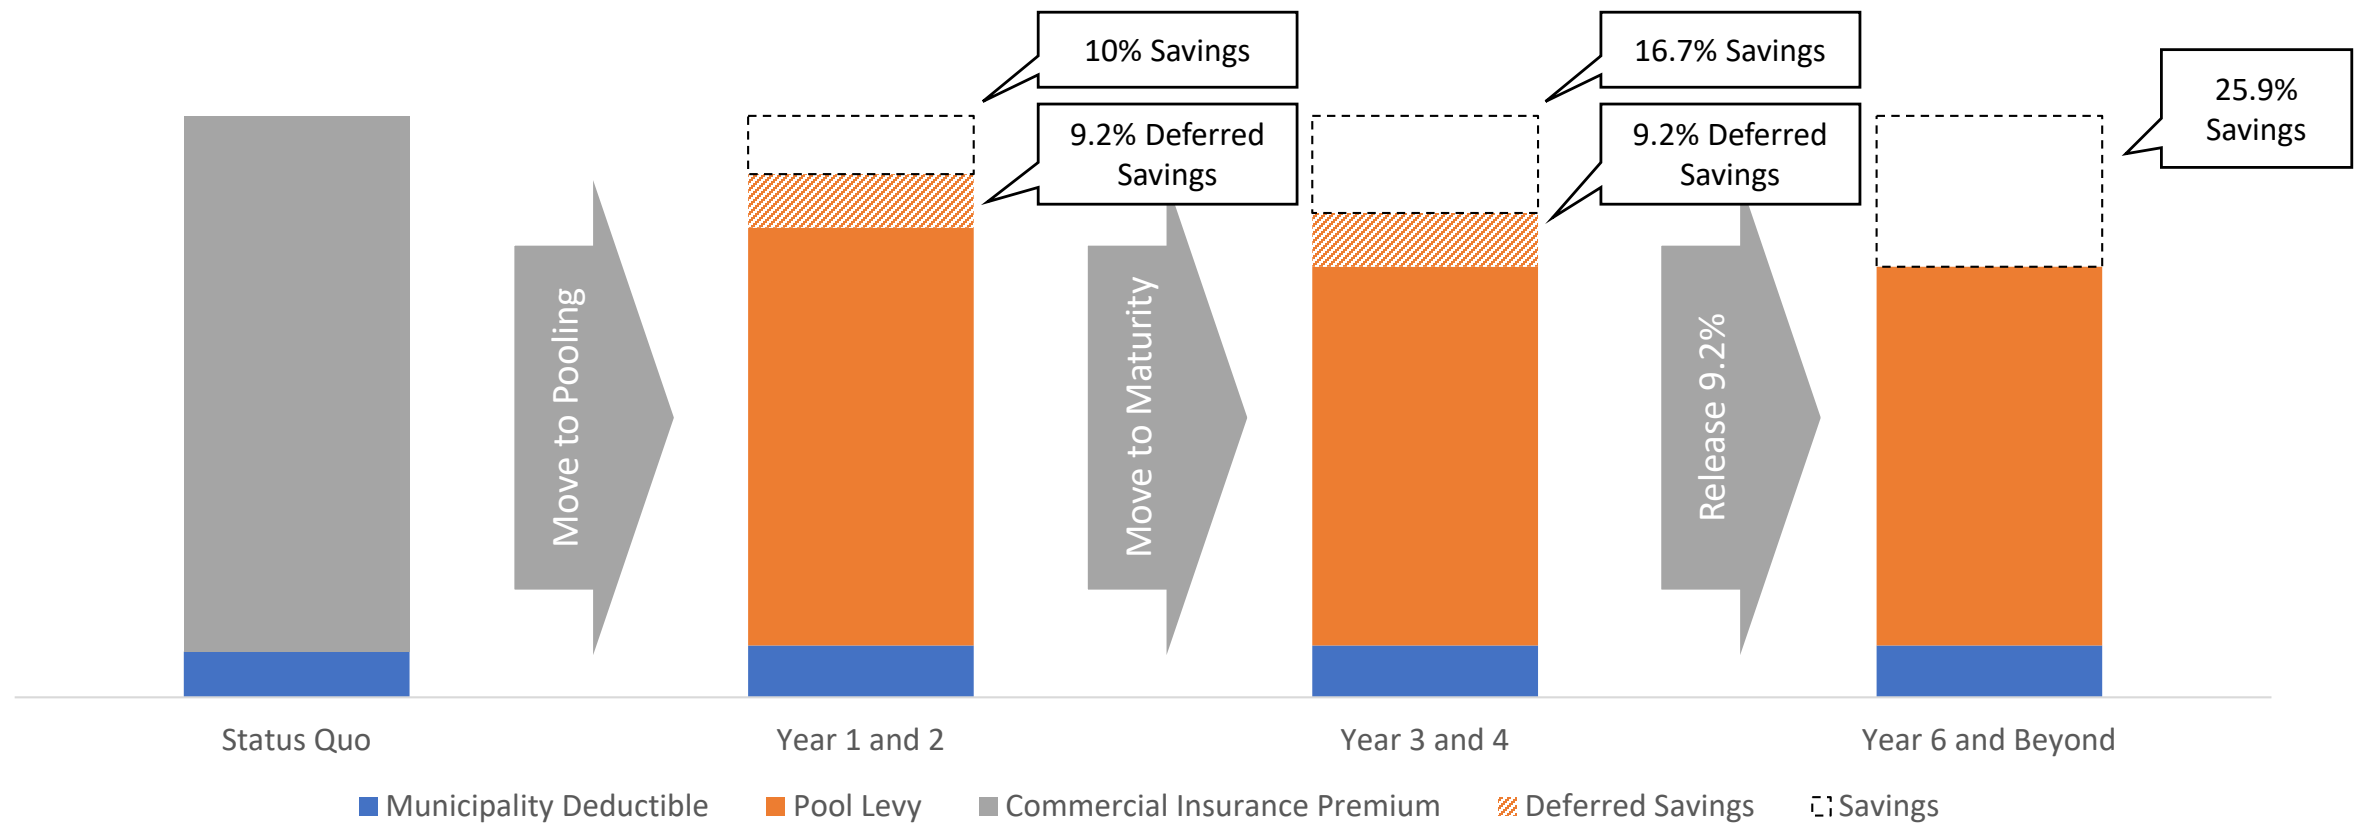 10% Savings
9.2% Deferred
Savings
16.7% Savings
9.2% Deferred
Savings
25.9%
Savings
Move to Pooling
Move to Maturity
Release 9.2%
Status Quo
Year 1 and 2
Year 3 and 4
Year 6 and Beyond
Municipality Deductible
Pool Levy
Commercial Insurance Premium
Deferred Savings
Savings